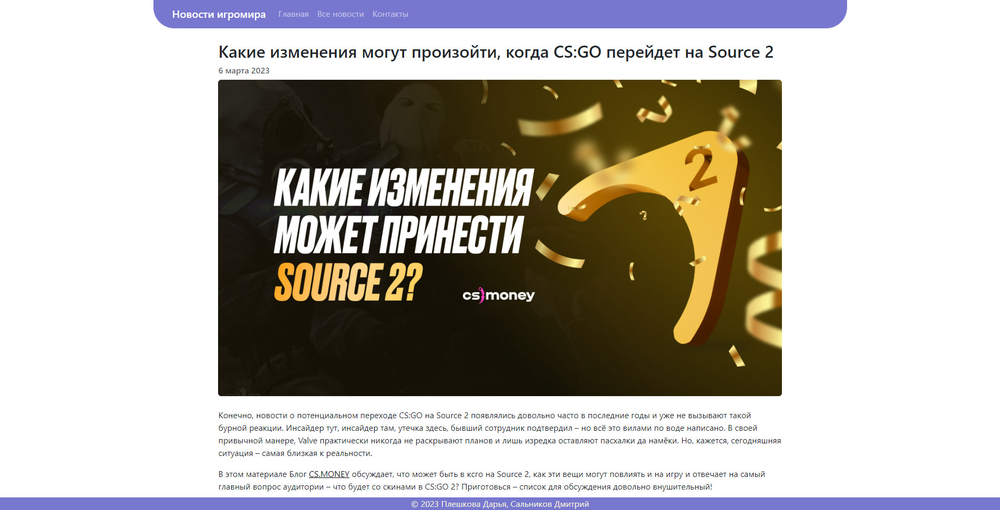 Новости игромира Главная Все новости Контакты
Какие изменения могут произойти, когда CS:GO перейдет на Source 2
6 марта 2023
КАКИЕ ИЗМЕНЕНИЯ
МОЖЕТ ПРИНЕСТИ
SOURCE 2?
cs money
2
Конечно, новости о потенциальном переходе CS:GO на Source 2 появлялись довольно часто в последние годы и уже не вызывают такой
бурной реакции. Инсайдер тут, инсайдер там, утечка здесь, бывший сотрудник подтвердил – но всё это вилами по воде написано. В своей
привычной манере, Valve практически никогда не раскрывают планов и лишь изредка оставляют пасхалки да намёки. Но, кажется, сегодняшняя
ситуация – самая близкая к реальности.
В этом материале Блог CS.MONEY обсуждает, что может быть в ксго на Source 2, как эти вещи могут повлиять и на игру и отвечает на самый
главный вопрос аудитории – что будет со скинами в CS:GO 2? Приготовься – список для обсуждения довольно внушительный!
© 2023 Плешкова Дарья, Сальников Дмитрий